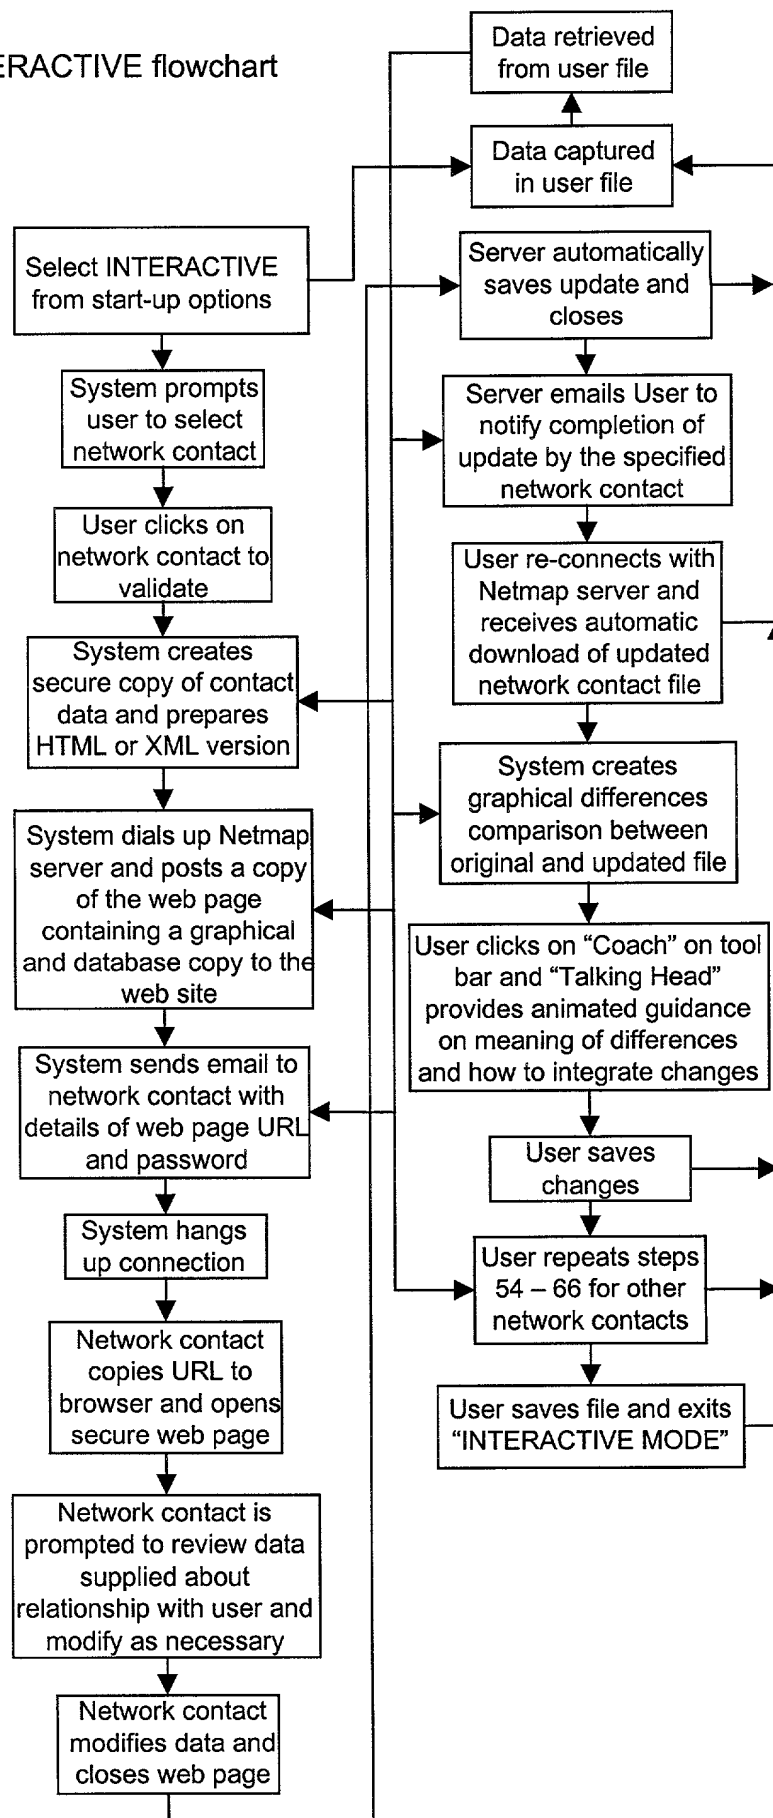 ERACTIVE flowchart
Select INTERACTIVE
from start-up options
System prompts
user to select
network contact
User clicks on
network contact to
validate
System creates
secure copy of contact
data and prepares
HTML or XML version
System dials up Netmap
server and posts a copy
of the web page
containing a graphical
and database copy to the
web site
System sends email to
network contact with
details of web page URL
and password
System hangs
up connection
Network contact
copies URL to
browser and opens
secure web page
Network contact is
prompted to review data
supplied about
relationship with user and
modify as necessary
Network contact
modifies data and
closes web page
Data retrieved
from user file
Data captured
in user file
Server automatically
saves update and
closes
Server emails User to
notify completion of
update by the specified
network contact
User re-connects with
Netmap server and
receives automatic
download of updated
network contact file
System creates
graphical differences
comparison between
original and updated file
User clicks on “Coach” on tool
bar and “Talking Head”
provides animated guidance
on meaning of differences
and how to integrate changes
User saves
changes
User repeats steps
54 – 66 for other
network contacts
User saves file and exits
“INTERACTIVE MODE”